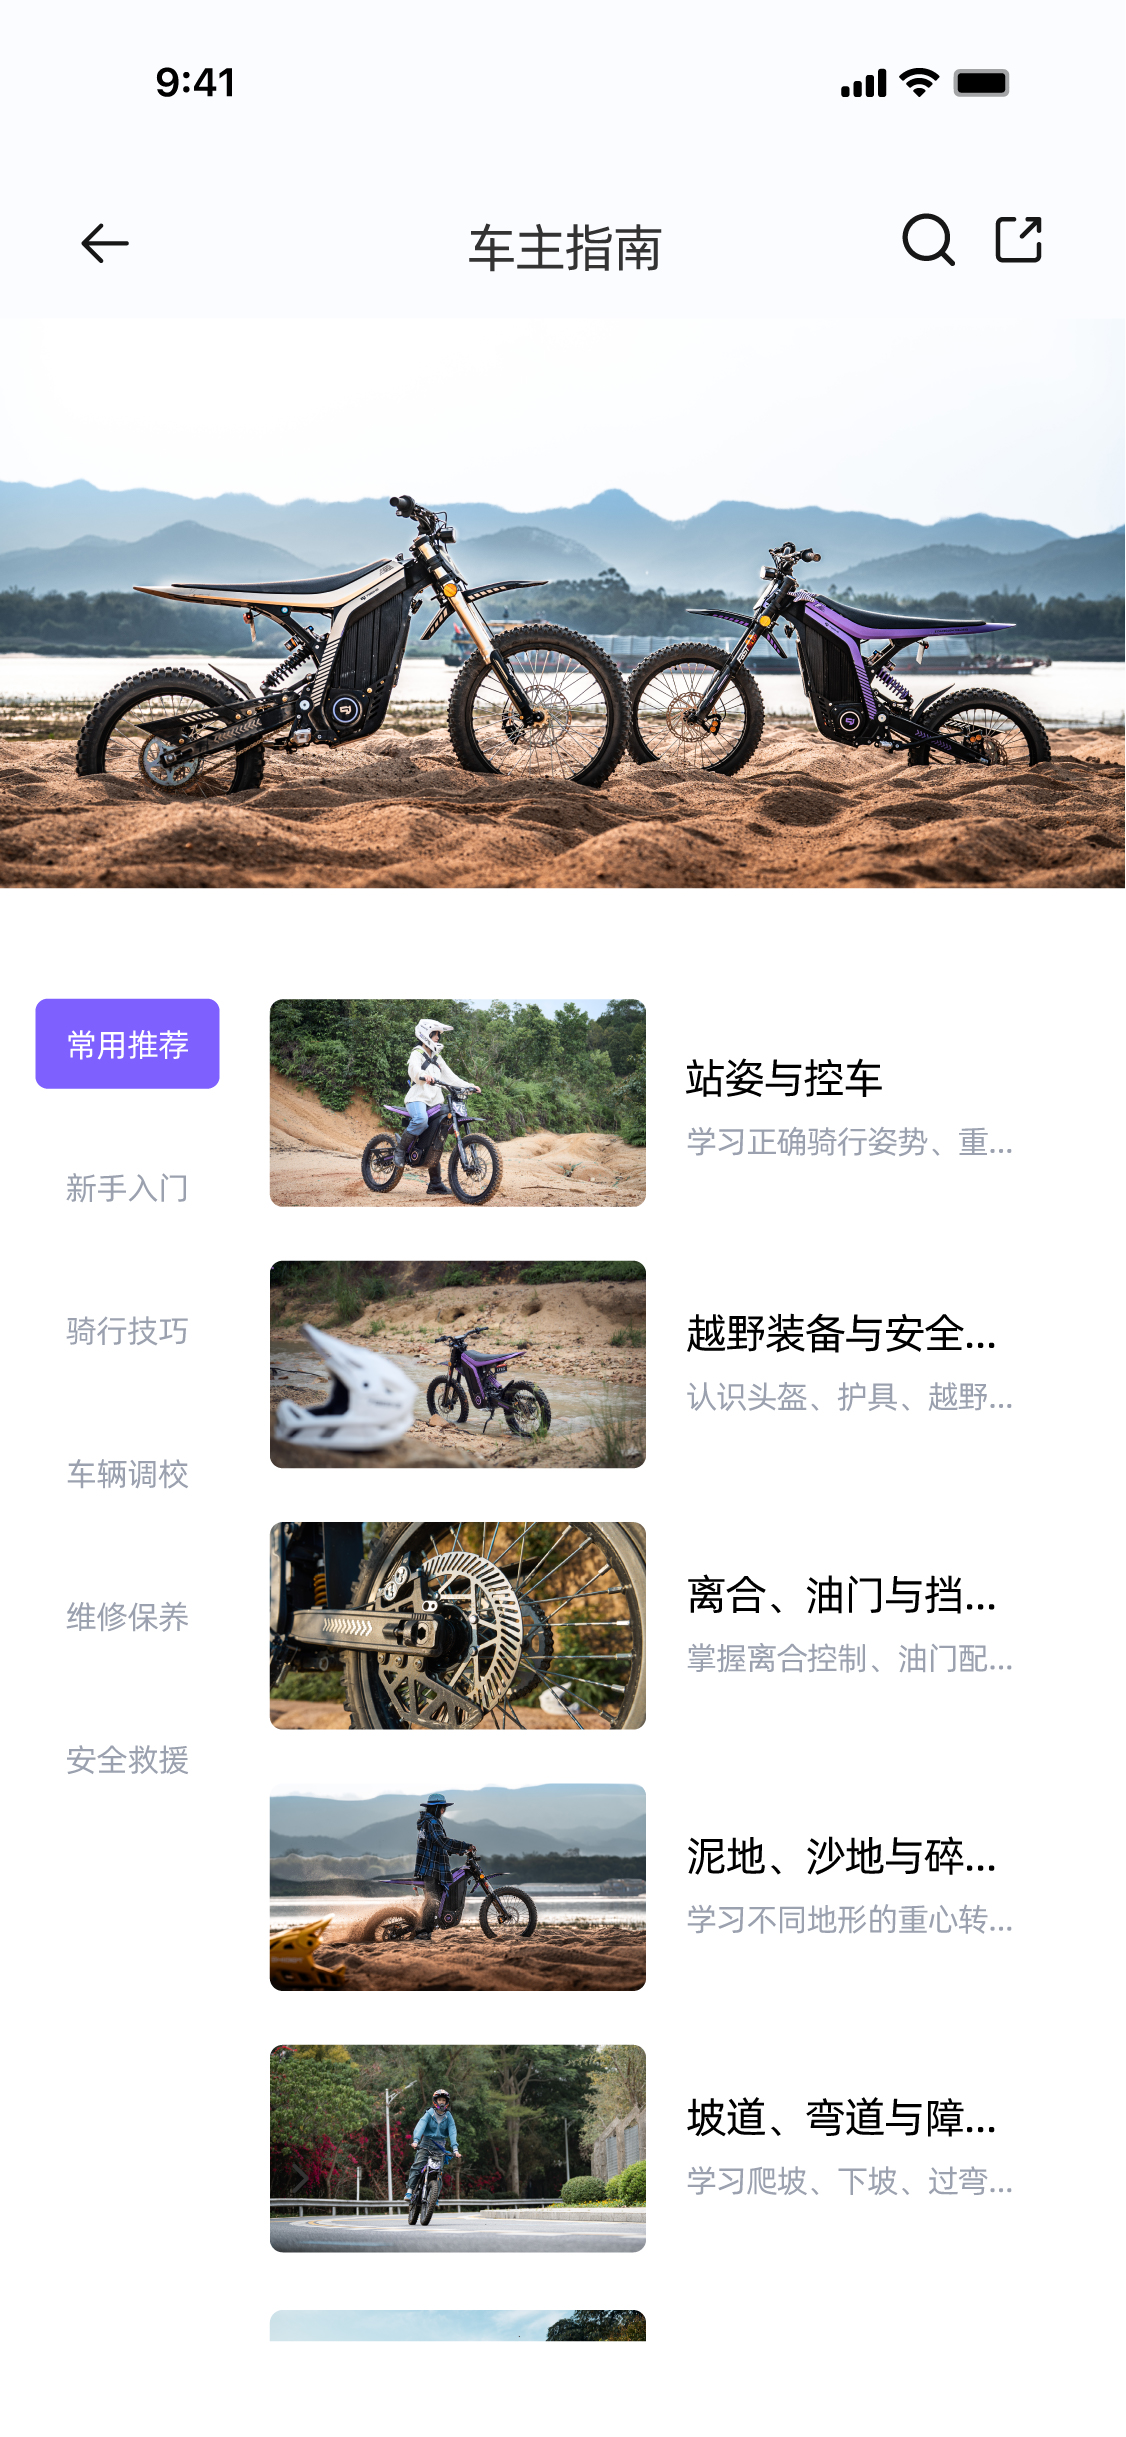 9:41
车主指南
常用推荐
新手入门
骑行技巧
车辆调校
维修保养
安全救援
站姿与控车
学习正确骑行姿势、重...
越野装备与安全...
认识头盔、护具、越野...
离合、油门与挡...
掌握离合控制、油门配...
泥地、沙地与碎...
学习不同地形的重心转...
坡道、弯道与障...
学习爬坡、下坡、过弯...